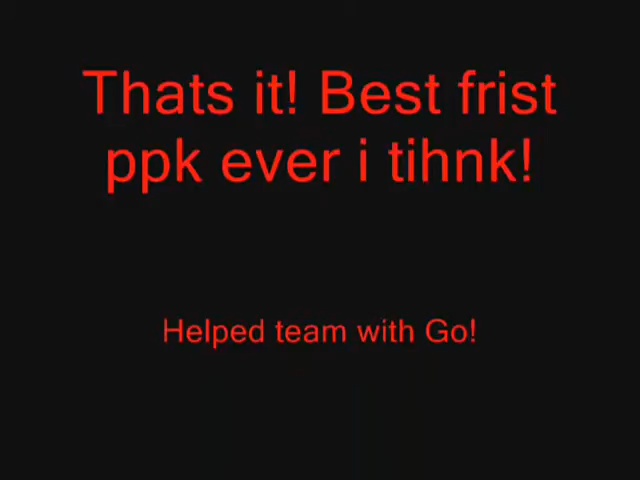 Thats it! Best frist
ppk ever i tihnk!
Helped team with Go!